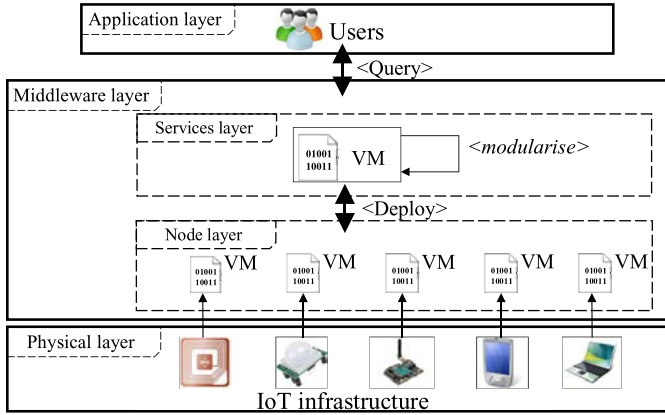 Application layer
Users
<Query>
Middleware layer
Services layer
01001
10011
VM
<modularise>
<Deploy>
Node layer
01001
10011
VM
01001
10011
VM
01001
10011
VM
01001
10011
VM
01001
10011
VM
Physical layer
IoT infrastructure